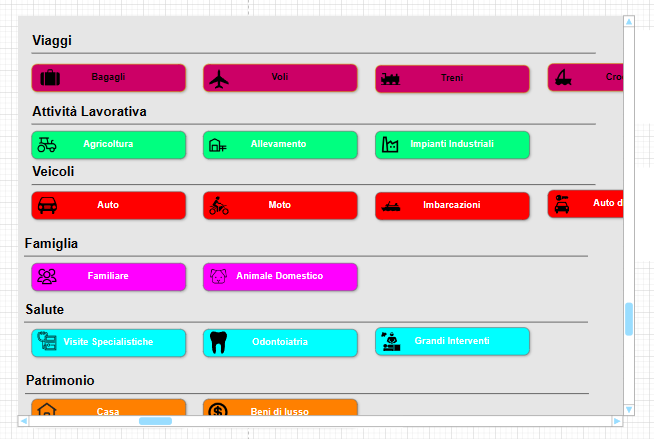 Viaggi
Bagagli Voli Treni Cro
Attività Lavorativa
Agricoltura Allevamento Impianti Industriali
Veicoli
Auto Moto Imbarcazioni Auto d
Famiglia
Familiare Animale Domestico
Salute
Visite Specialistiche Odontoiatria Grandi Interventi
Patrimonio
Casa Beni di lusso